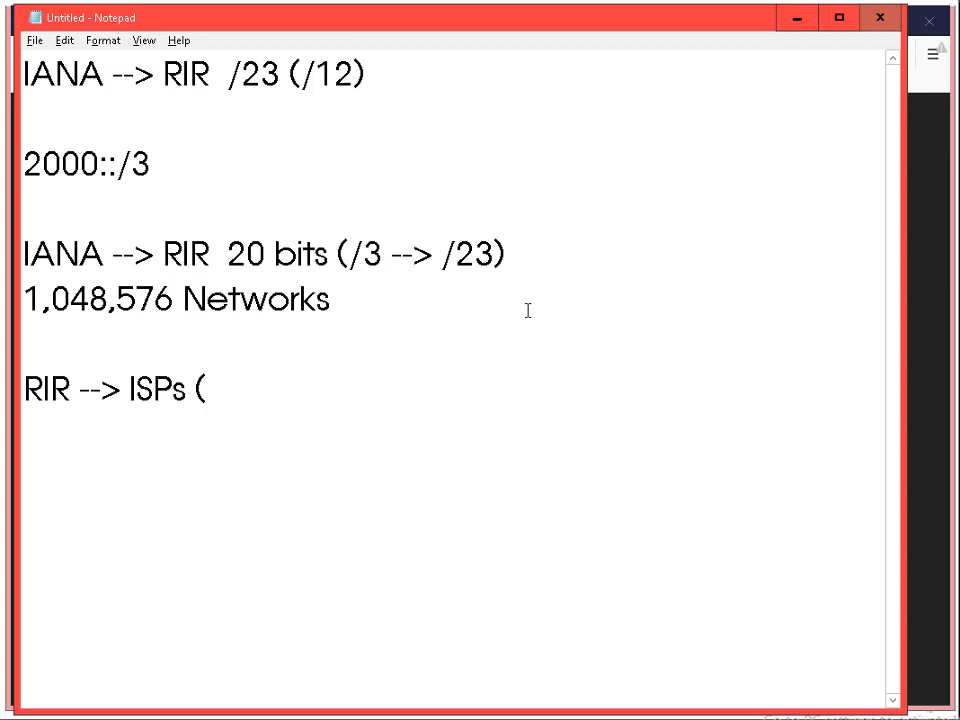 Untitled - Notepad
File Edit Format View Help
IANA --> RIR /23 (/12)
2000::/3
IANA --> RIR 20 bits (/3 --> /23)
1,048,576 Networks
RIR --> ISPs (